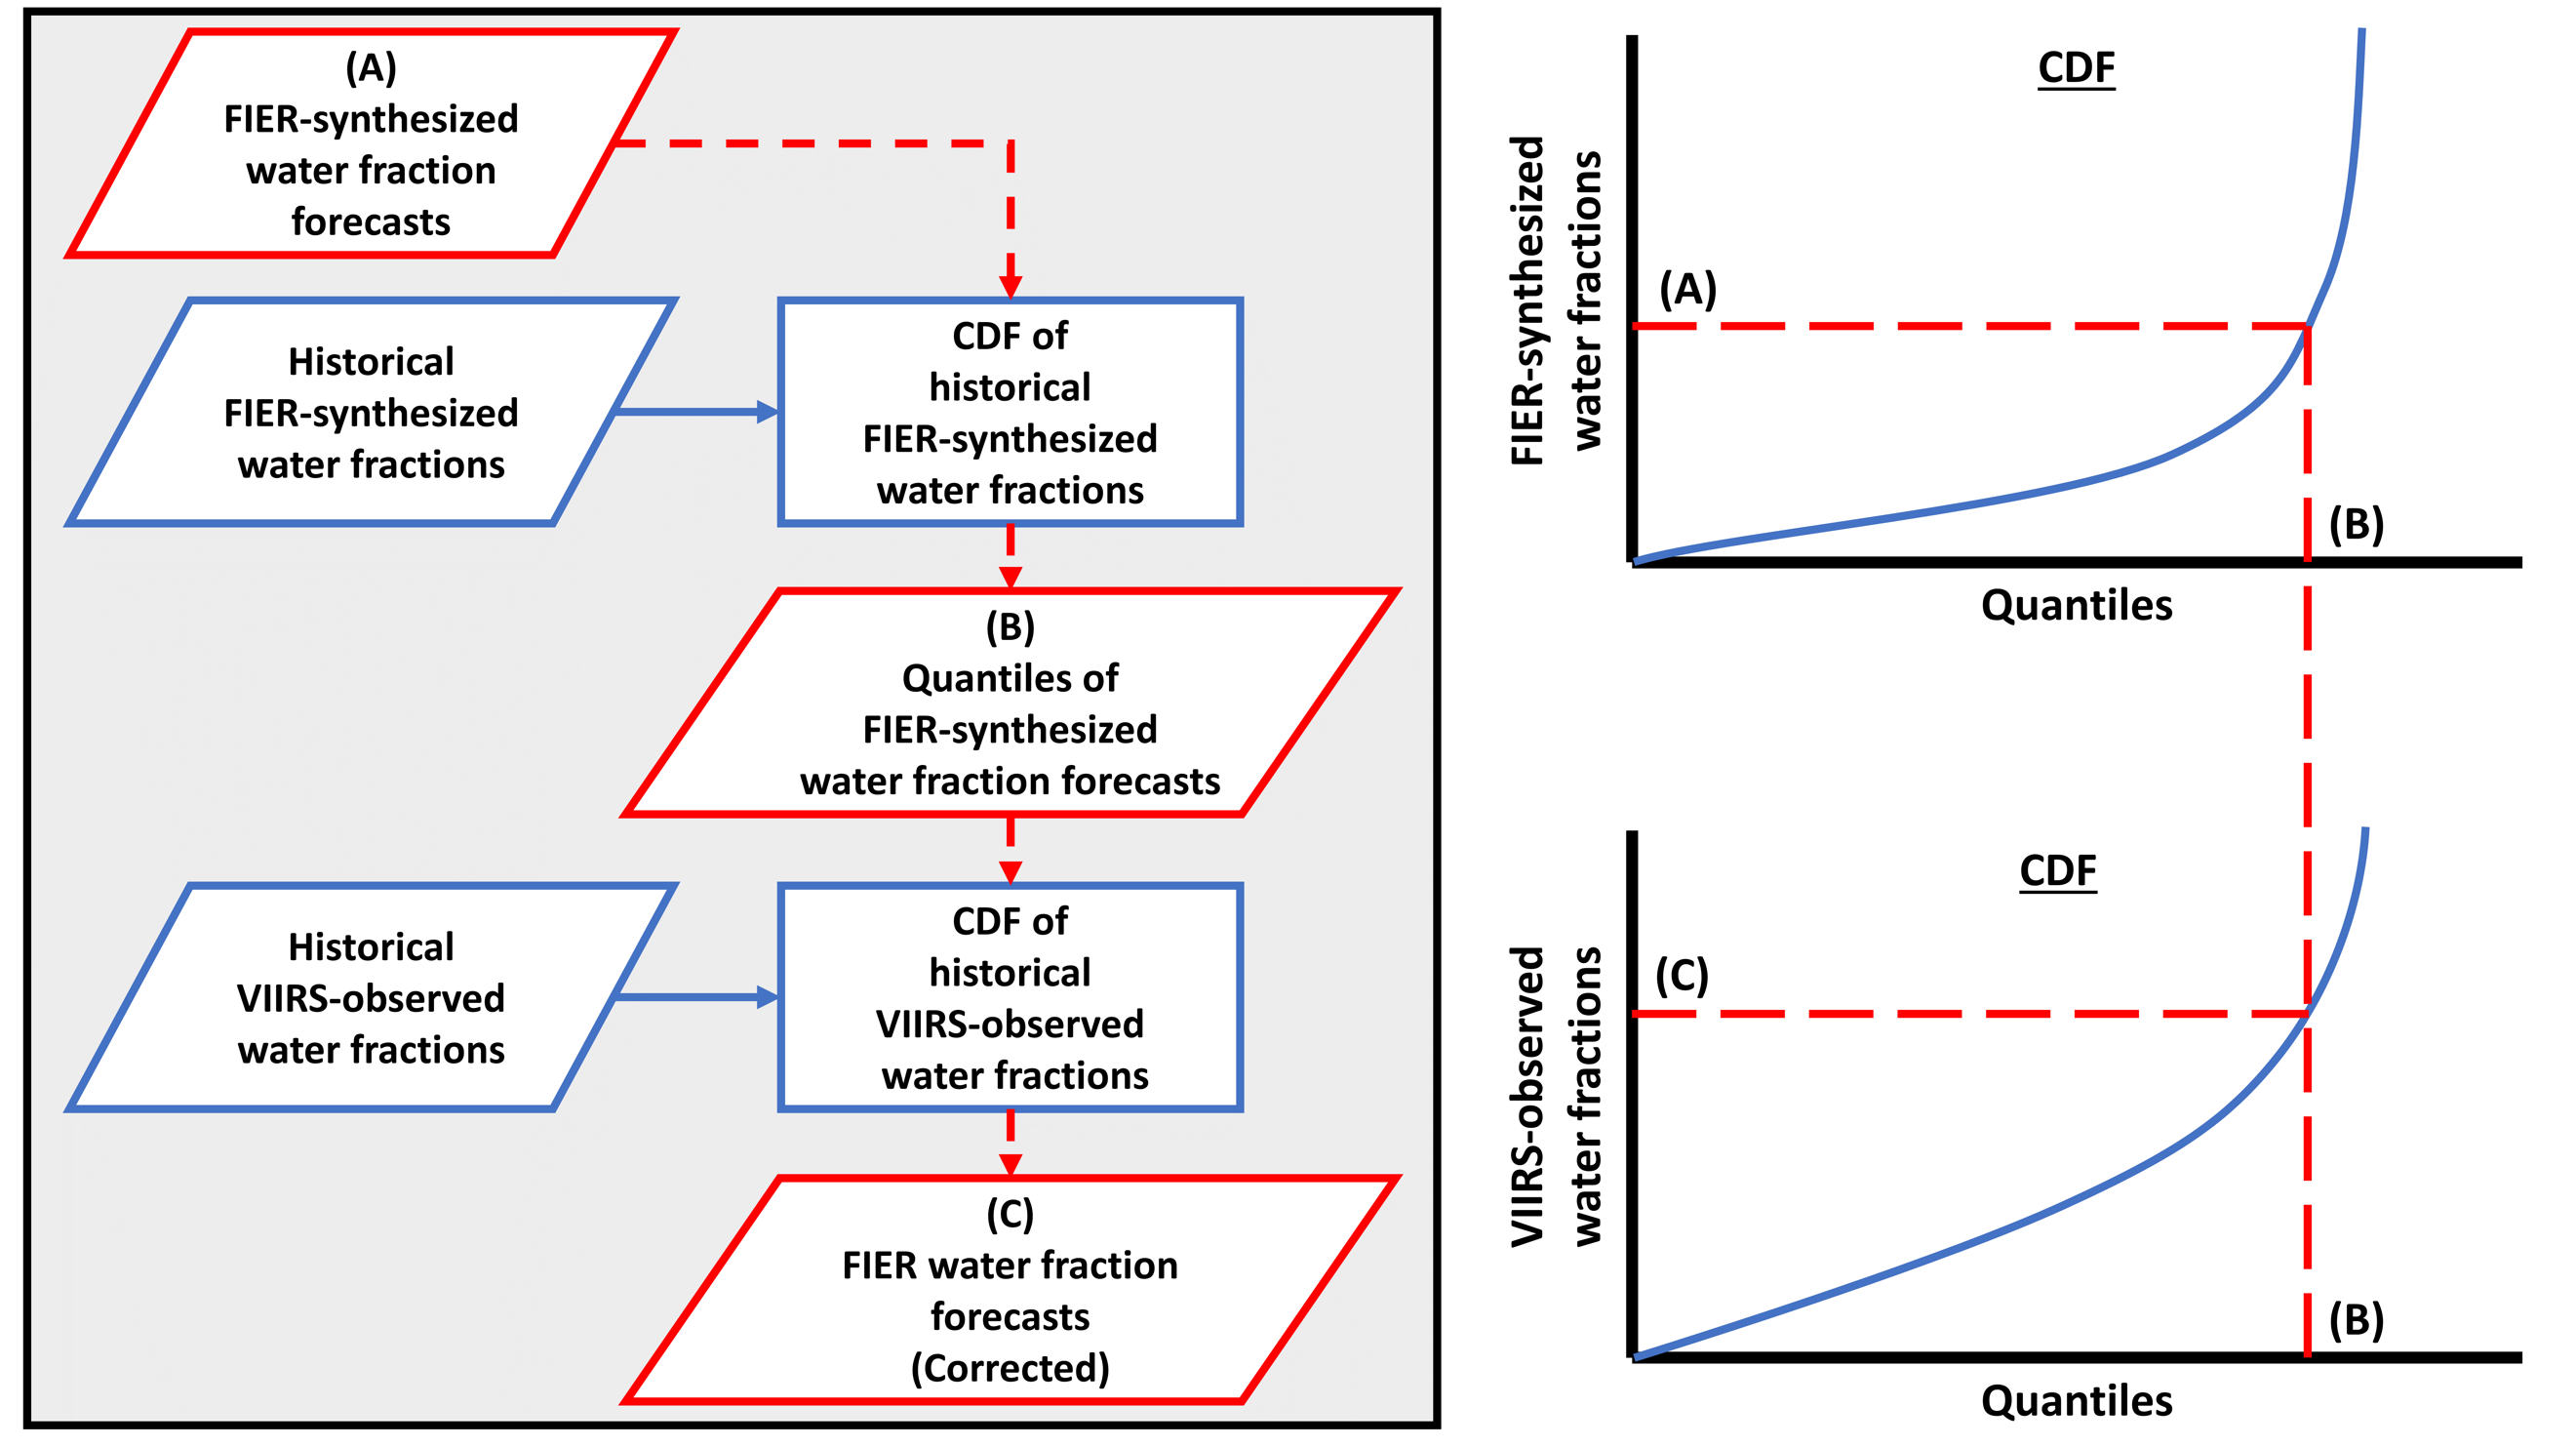 (A)
FIER-synthesized
water fraction
forecasts
Historical
FIER-synthesized
water fractions
CDF of
historical
FIER-synthesized
water fractions
(B)
Quantiles of
FIER-synthesized
water fraction forecasts
Historical
VIIRS-observed
water fractions
CDF of
historical
VIIRS-observed
water fractions
(C)
FIER water fraction
forecasts
(Corrected)
CDF
FIER-synthesized
water fractions
(A)
(B)
Quantiles
CDF
VIIRS-observed
water fractions
(C)
(B)
Quantiles